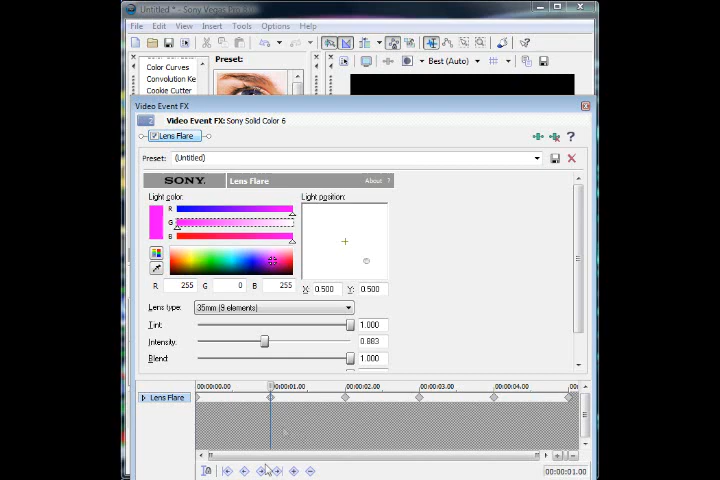 Untitled * - Sony Vegas Pro
File Edit View Insert Tools Options Help
Color Curves
Convolution Ke
Cookie Cutter
Preset:
Best (Auto)
Video Event FX
Video Event FX: Sony Solid Color 6
Lens Flare
Preset: (Untitled)
SONY. Lens Flare About ?
Light color: Light position:
R
G
B
R 255 G 0 B 255
X: 0.500 Y: 0.500
Lens type: 35mm (9 elements)
Tint: 1.000
Intensity: 0.883
Blend: 1.000
00:00:00.00 00:00:01.00 00:00:02.00 00:00:03.00 00:00:04.00 00:
Lens Flare
00:00:01.00